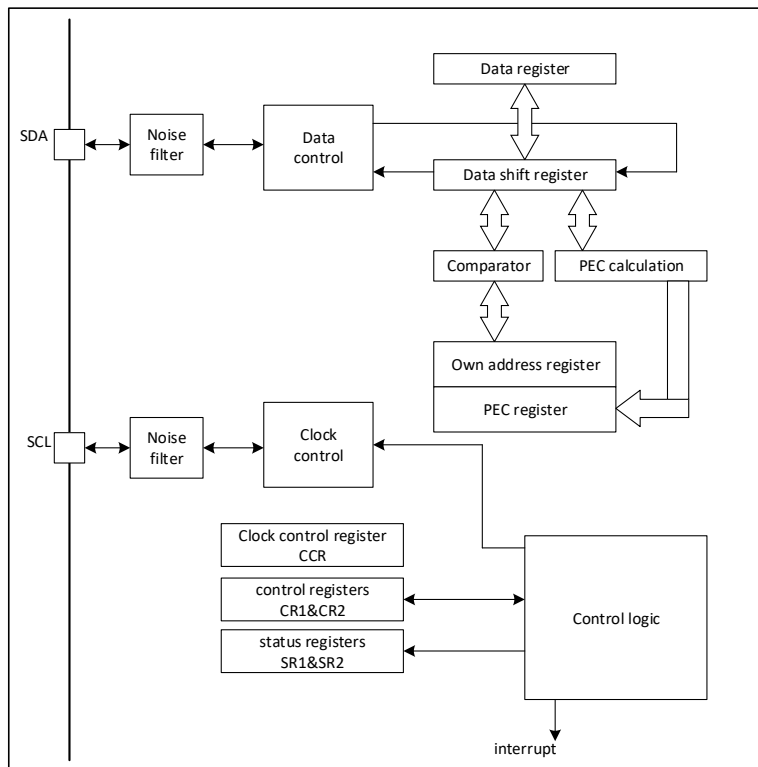 Data register
SDA
Noise
filter
Data
control
Data shift register
Comparator
PEC calculation
Own address register
PEC register
SCL
Noise
filter
Clock
control
Clock control register
CCR
control registers
CR1&CR2
status registers
SR1&SR2
Control logic
interrupt